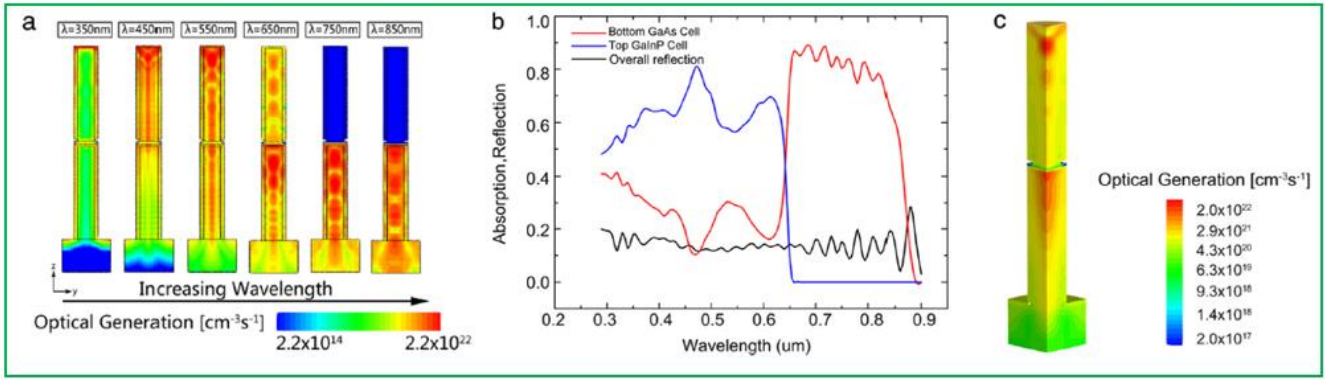 a
λ=350nm λ=450nm λ=550nm λ=650nm λ=750nm λ=850nm
z
y
Increasing Wavelength
Optical Generation [cm⁻³s⁻¹]
2.2x10¹⁴ 2.2x10²²
b
Bottom GaAs Cell
Top GaInP Cell
Overall reflection
Absorption,Reflection
1.0
0.8
0.6
0.4
0.2
0.0
0.2 0.3 0.4 0.5 0.6 0.7 0.8 0.9
Wavelength (um)
c
Optical Generation [cm⁻³s⁻¹]
2.0x10²²
2.9x10²¹
4.3x10²⁰
6.3x10¹⁹
9.3x10¹⁸
1.4x10¹⁸
2.0x10¹⁷